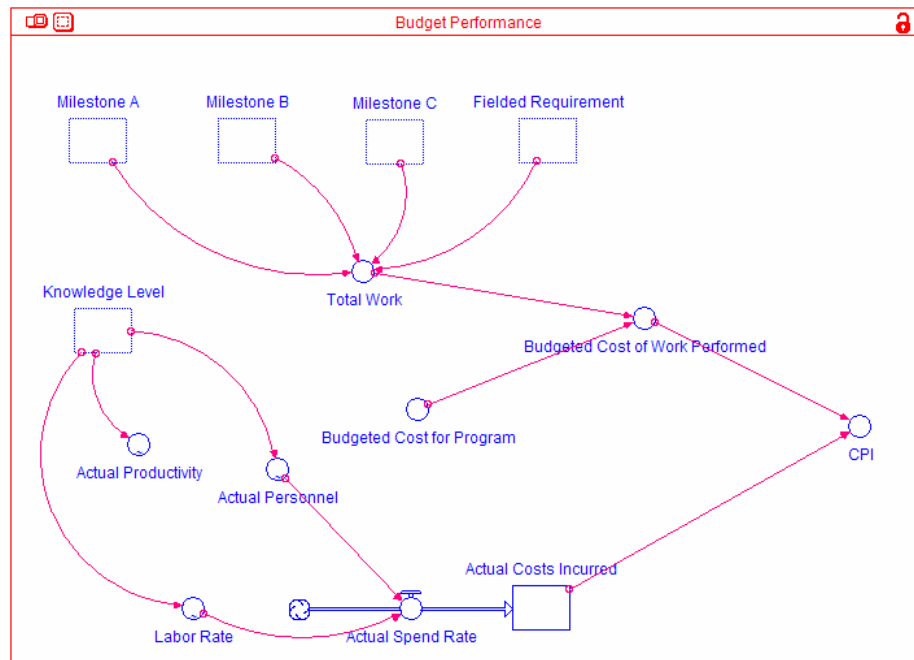 Budget Performance
Milestone A
Milestone B
Milestone C
Fielded Requirement
Total Work
Knowledge Level
Budgeted Cost of Work Performed
Budgeted Cost for Program
CPI
Actual Productivity
Actual Personnel
Actual Costs Incurred
Labor Rate
Actual Spend Rate